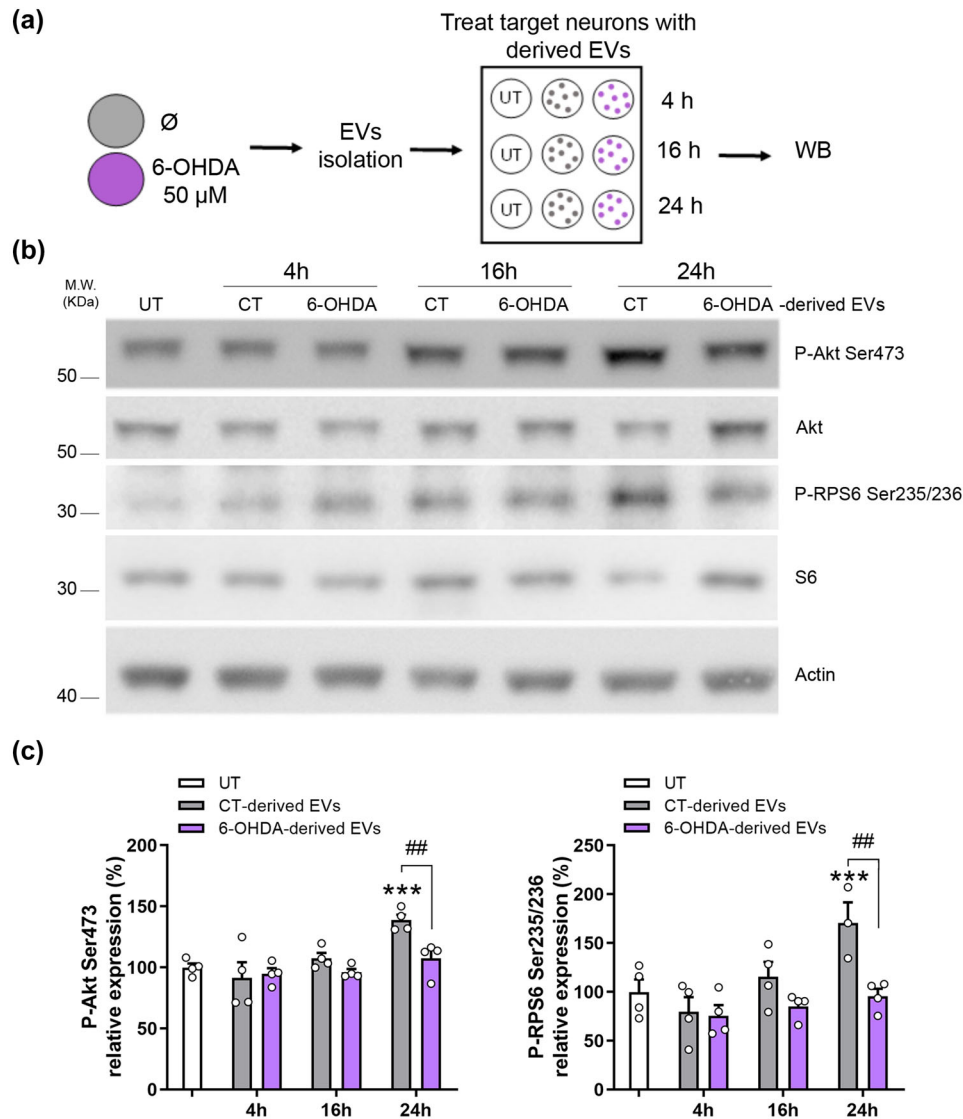 (a)
Treat target neurons with
derived EVs
Ø
6-OHDA
50 µM
EVs
isolation
UT
4 h
UT
16 h
UT
24 h
WB
(b)
4h 16h 24h
M.W.
(KDa)
UT CT 6-OHDA CT 6-OHDA CT 6-OHDA -derived EVs
P-Akt Ser473
50
Akt
50
P-RPS6 Ser235/236
30
S6
30
Actin
40
(c)
UT
CT-derived EVs
6-OHDA-derived EVs
P-Akt Ser473
relative expression (%)
200
150
100
50
0
***
##
4h 16h 24h
UT
CT-derived EVs
6-OHDA-derived EVs
P-RPS6 Ser235/236
relative expression (%)
250
200
150
100
50
0
***
##
4h 16h 24h